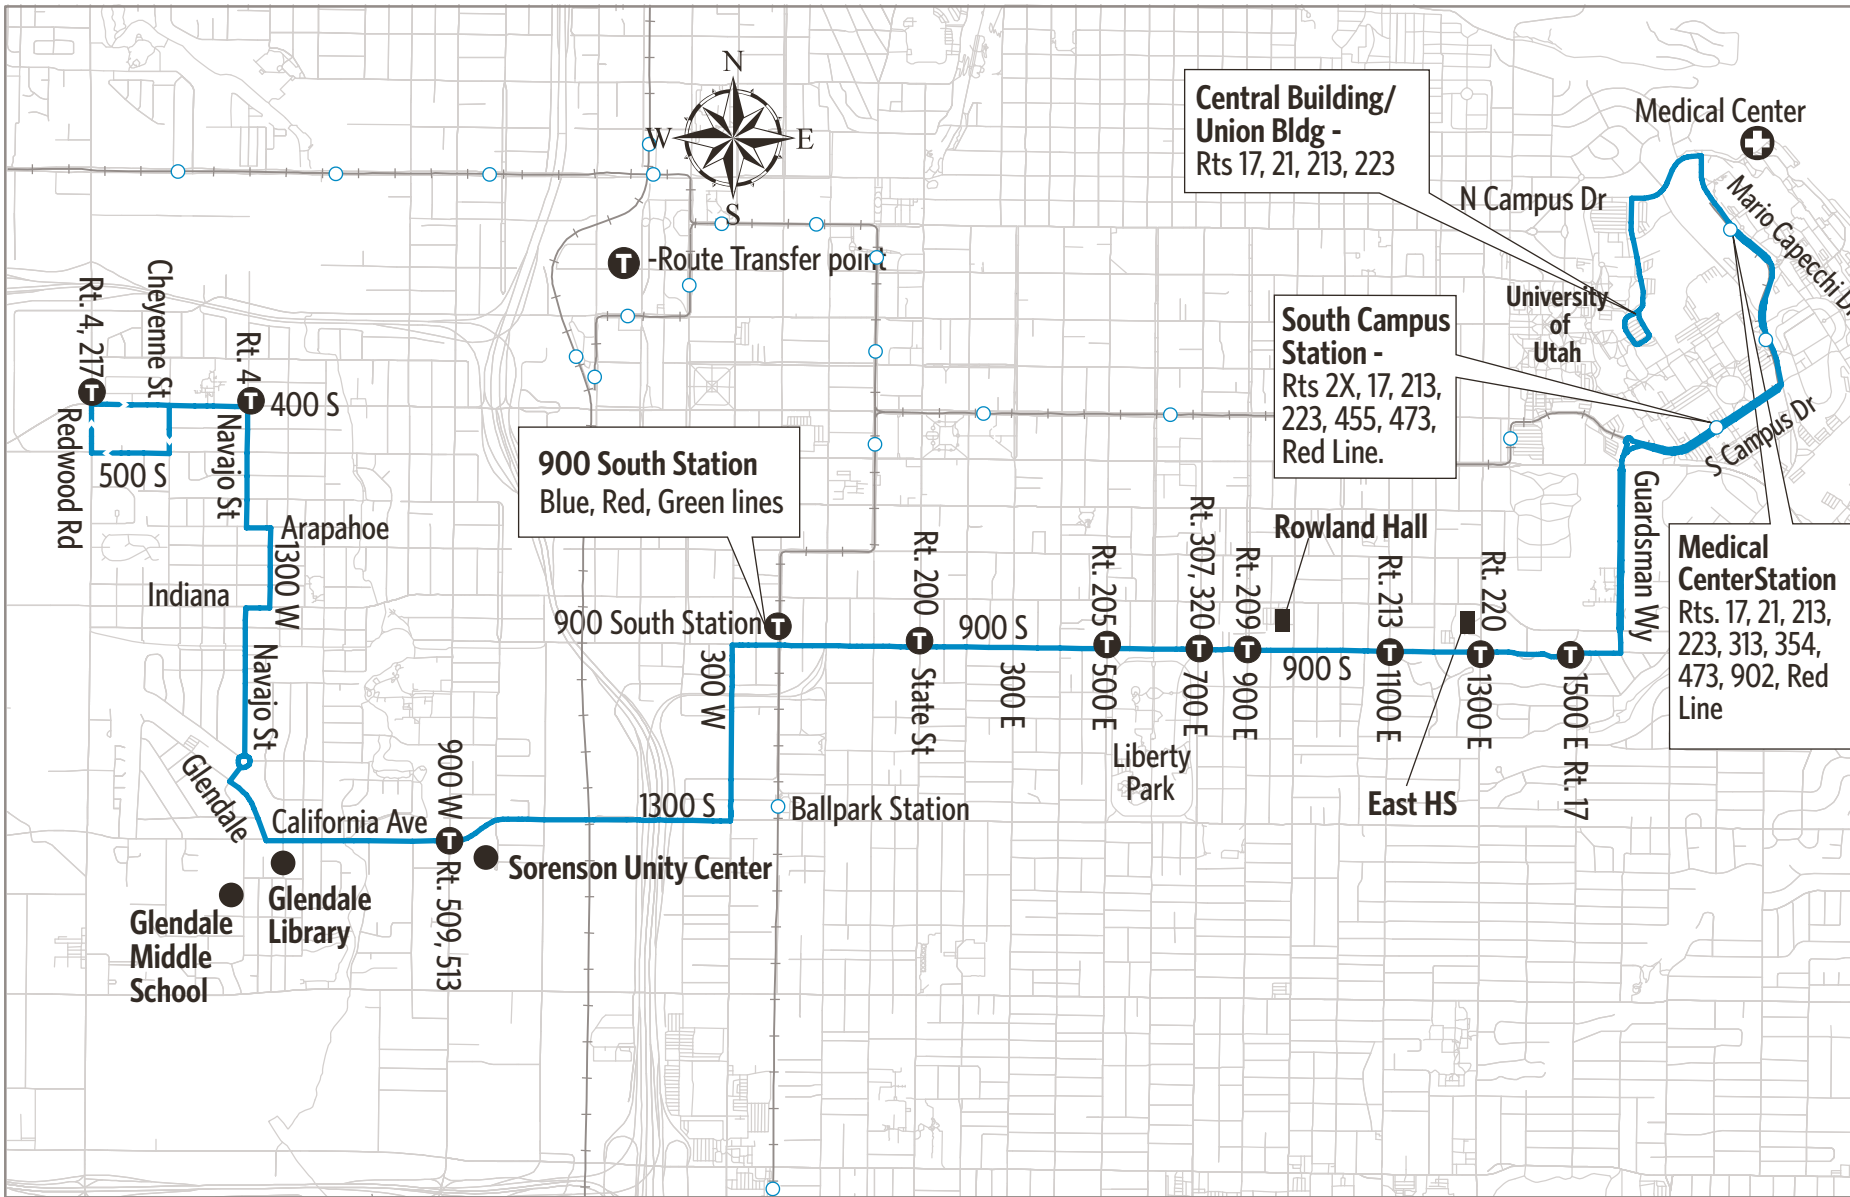 N
W
E
S
T
-Route Transfer point
Central Building/
Union Bldg -
Rts 17, 21, 213, 223
Medical Center
N Campus Dr
Mario Capecchi Dr
University
of
Utah
South Campus
Station -
Rts 2X, 17, 213,
223, 455, 473,
Red Line.
S Campus Dr
Guardsman Wy
Medical
CenterStation
Rts. 17, 21, 213,
223, 313, 354,
473, 902, Red
Line
Rt. 4, 217
T
Cheyenne St
Rt. 4
T
400 S
Redwood Rd
500 S
Navajo St
Arapahoe
1300 W
Indiana
Navajo St
Glendale
California Ave
900 W
T
Rt. 509, 513
Glendale
Library
Glendale
Middle
School
Sorenson Unity Center
1300 S
300 W
Ballpark Station
900 South Station
Blue, Red, Green lines
900 South Station
T
Rt. 200
T
State St
900 S
300 E
Rt. 205
T
500 E
Liberty
Park
Rt. 307, 320
T
700 E
Rt. 209
T
900 E
Rowland Hall
900 S
Rt. 213
T
1100 E
East HS
Rt. 220
T
1300 E
T
1500 E Rt. 17